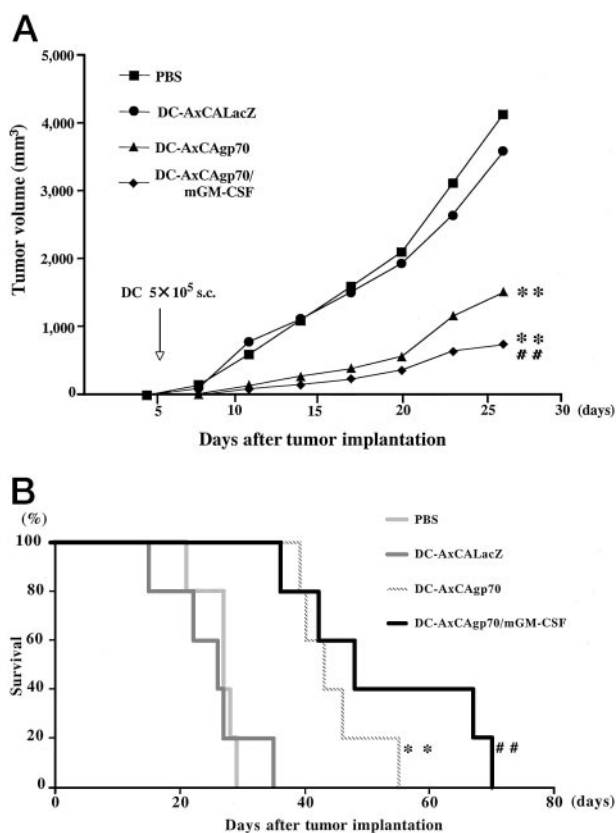 A
5,000
4,000
3,000
2,000
1,000
0
Tumor volume (mm³)
PBS
DC-AxCALacZ
DC-AxCAgp70
DC-AxCAgp70/
mGM-CSF
DC 5×10⁵ s.c.
＊＊
＊＊
##
5 10 15 20 25 30 (days)
Days after tumor implantation
B
(%)
100
80
60
40
20
0
Survival
PBS
DC-AxCALacZ
DC-AxCAgp70
DC-AxCAgp70/mGM-CSF
＊＊
##
0 20 40 60 80 (days)
Days after tumor implantation